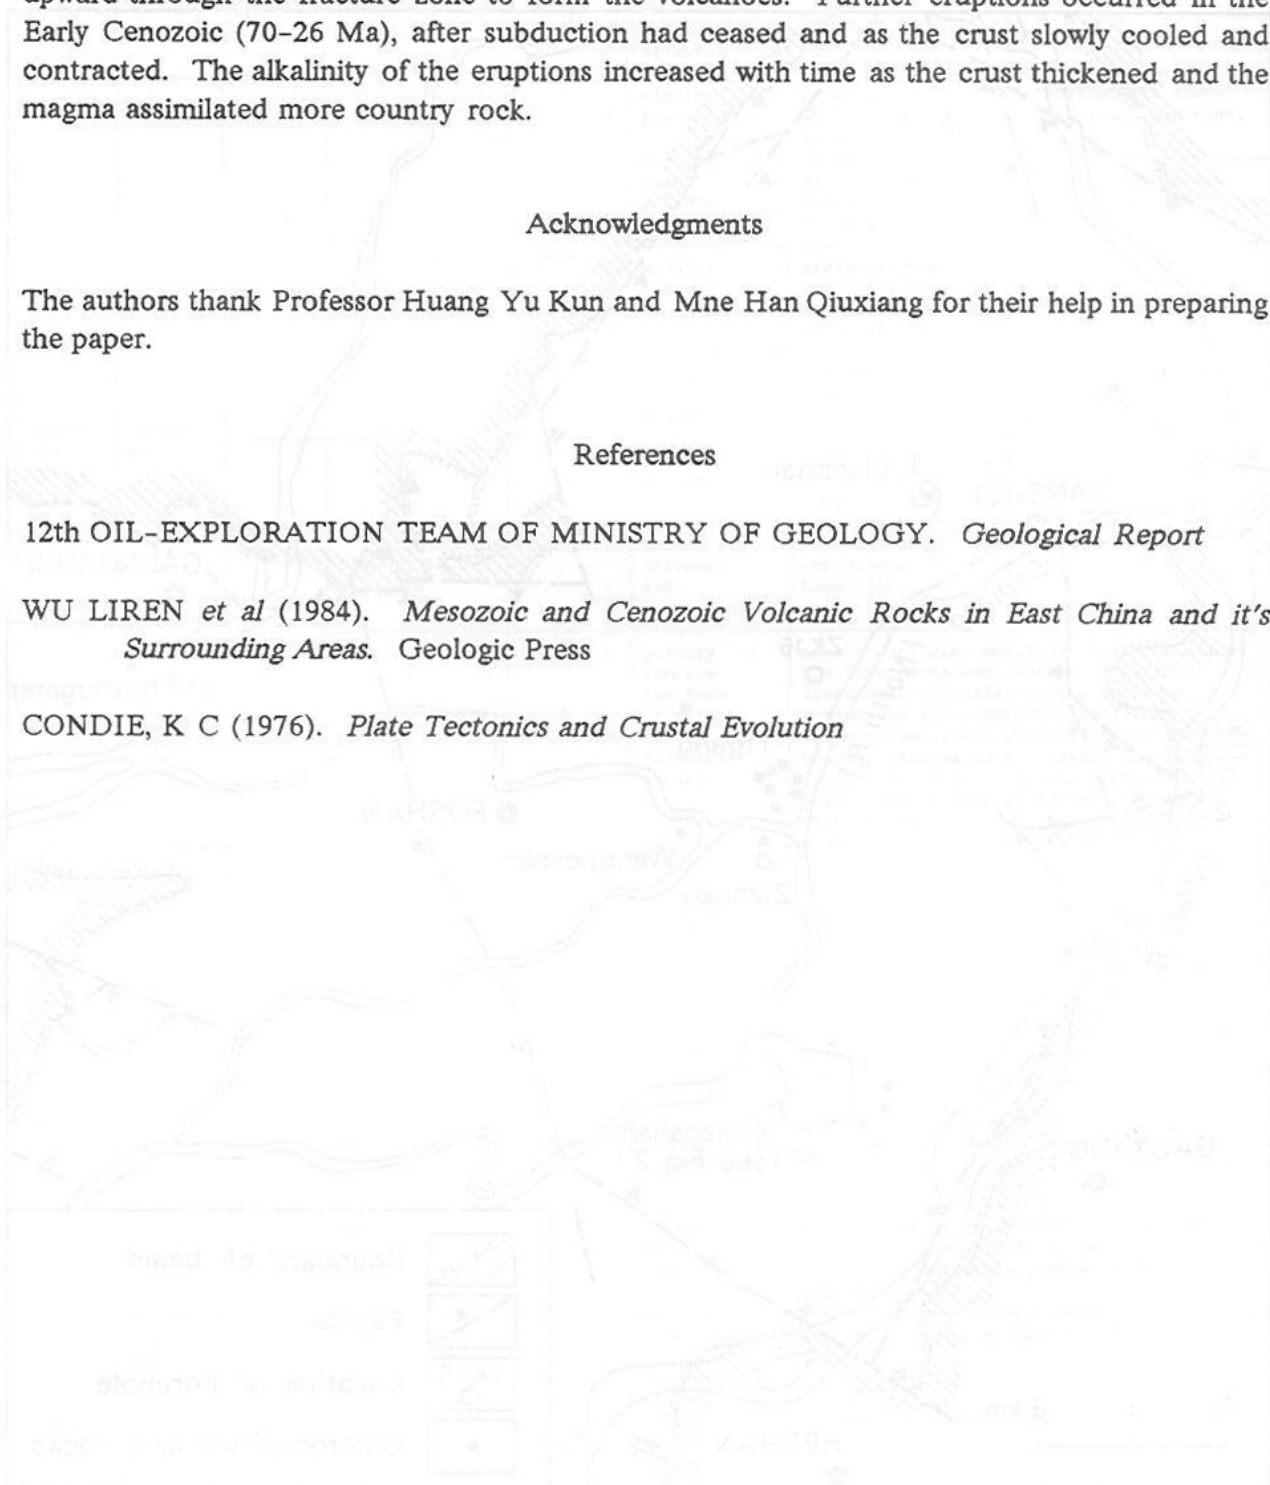 upward through the fracture zone to form the volcanoes. Further eruptions occurred in the
Early Cenozoic (70–26 Ma), after subduction had ceased and as the crust slowly cooled and
contracted. The alkalinity of the eruptions increased with time as the crust thickened and the
magma assimilated more country rock.
Acknowledgments
The authors thank Professor Huang Yu Kun and Mne Han Qiuxiang for their help in preparing
the paper.
References
12th OIL-EXPLORATION TEAM OF MINISTRY OF GEOLOGY. Geological Report
WU LIREN et al (1984). Mesozoic and Cenozoic Volcanic Rocks in East China and it's
Surrounding Areas. Geologic Press
CONDIE, K C (1976). Plate Tectonics and Crustal Evolution